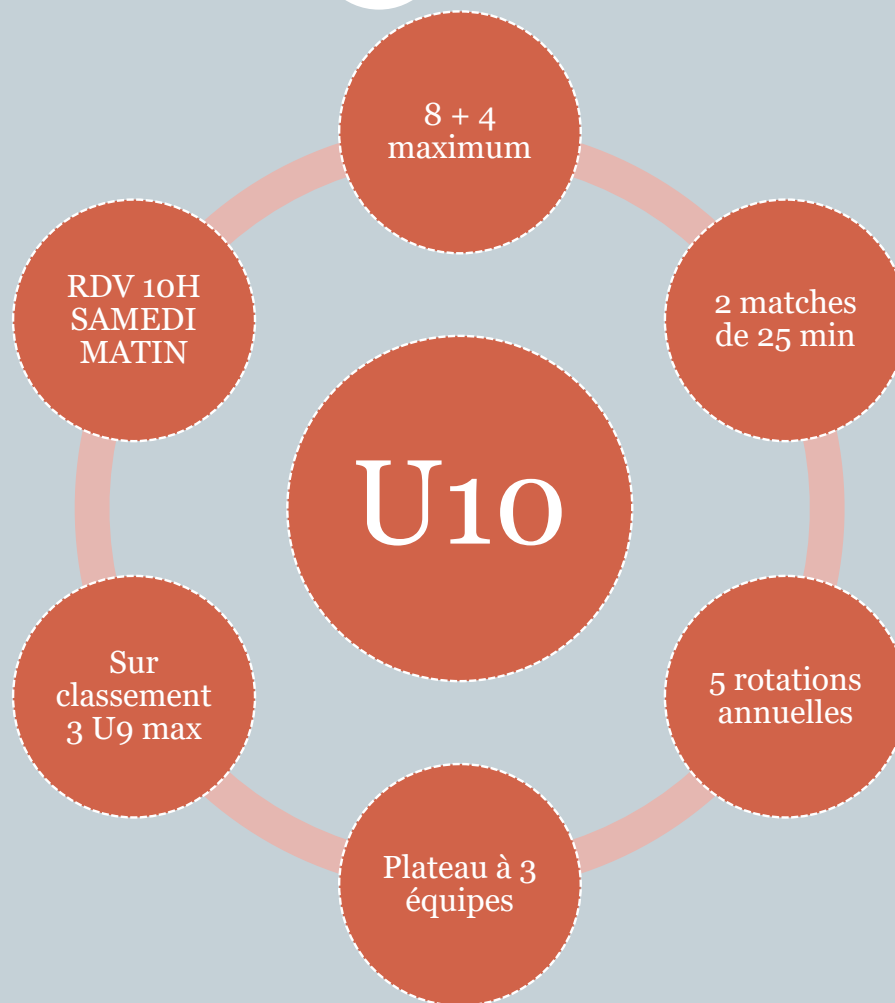 8 + 4
maximum
2 matches
de 25 min
5 rotations
annuelles
Plateau à 3
équipes
Sur
classement
3 U9 max
RDV 10H
SAMEDI
MATIN
U10